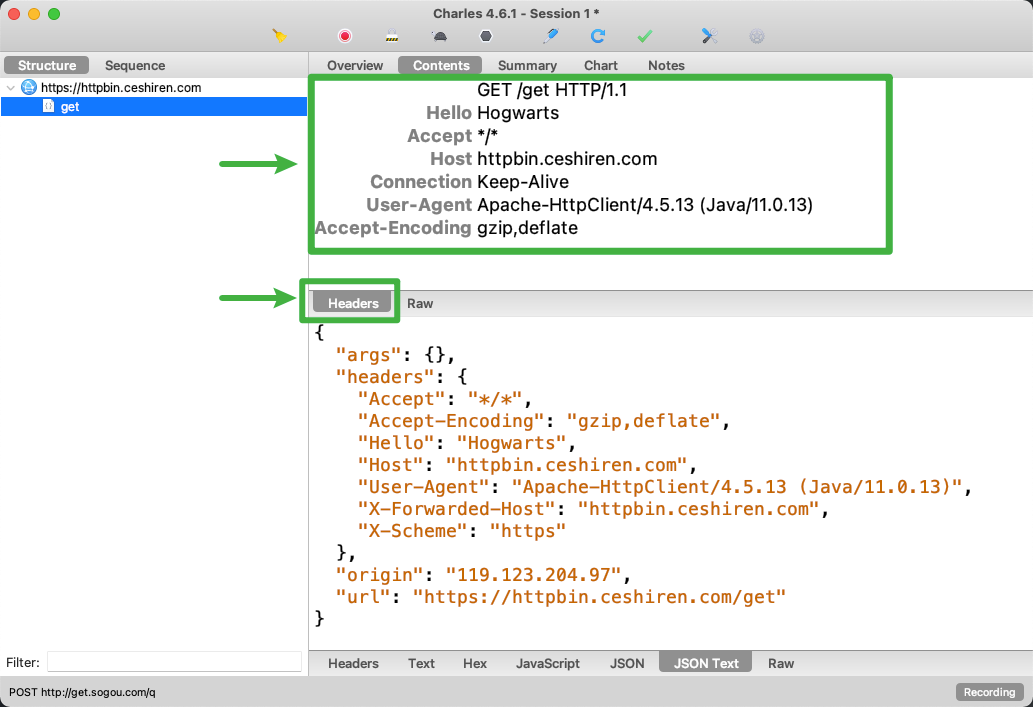 Charles 4.6.1 - Session 1 *
Structure Sequence
https://httpbin.ceshiren.com
get
Overview Contents Summary Chart Notes
GET /get HTTP/1.1
Hello Hogwarts
Accept */*
Host httpbin.ceshiren.com
Connection Keep-Alive
User-Agent Apache-HttpClient/4.5.13 (Java/11.0.13)
Accept-Encoding gzip,deflate
Headers Raw
{
"args": {},
"headers": {
"Accept": "*/*",
"Accept-Encoding": "gzip,deflate",
"Hello": "Hogwarts",
"Host": "httpbin.ceshiren.com",
"User-Agent": "Apache-HttpClient/4.5.13 (Java/11.0.13)",
"X-Forwarded-Host": "httpbin.ceshiren.com",
"X-Scheme": "https"
},
"origin": "119.123.204.97",
"url": "https://httpbin.ceshiren.com/get"
}
Filter:
Headers Text Hex JavaScript JSON JSON Text Raw
POST http://get.sogou.com/q
Recording